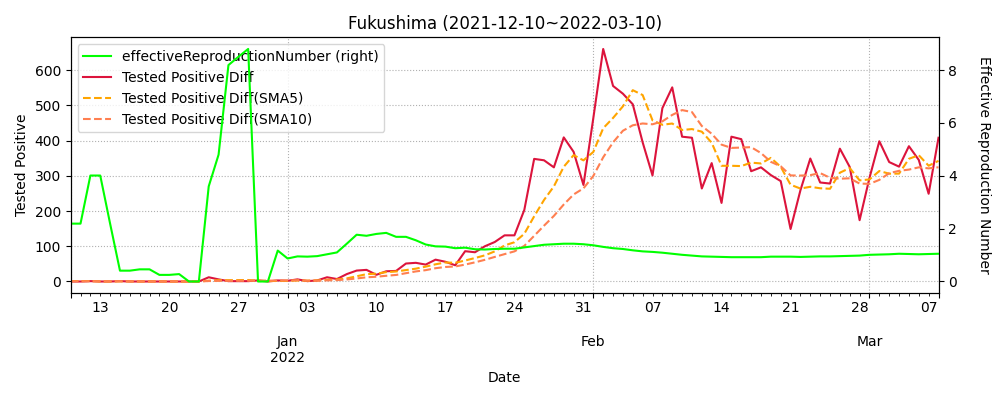 Fukushima (2021-12-10~2022-03-10)
effectiveReproductionNumber (right)
Tested Positive Diff
Tested Positive Diff(SMA5)
Tested Positive Diff(SMA10)
Tested Positive
600
500
400
300
200
100
0
8
6
4
2
0
Effective Reproduction Number
13 20 27 03 10 17 24 31 07 14 21 28 07
Jan Feb Mar
2022
Date